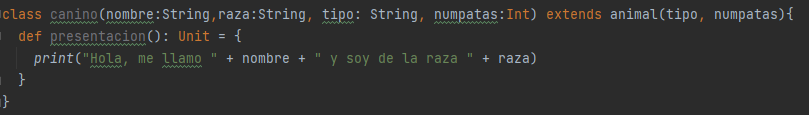 class canino(nombre:String,raza:String, tipo: String, numpatas:Int) extends animal(tipo, numpatas){
def presentacion(): Unit = {
print("Hola, me llamo " + nombre + " y soy de la raza " + raza)
}
}